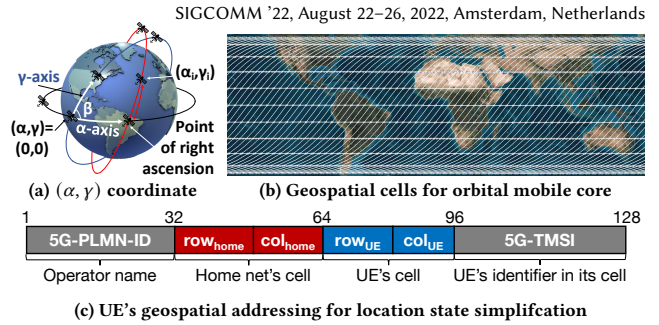 SIGCOMM '22, August 22–26, 2022, Amsterdam, Netherlands
γ-axis
(αᵢ,γᵢ)
β
(α,γ)=
(0,0)
α-axis
Point
of right
ascension
(a) (α, γ) coordinate
(b) Geospatial cells for orbital mobile core
1 32 64 96 128
5G-PLMN-ID row_home col_home row_UE col_UE 5G-TMSI
Operator name Home net's cell UE's cell UE's identifier in its cell
(c) UE's geospatial addressing for location state simplifcation